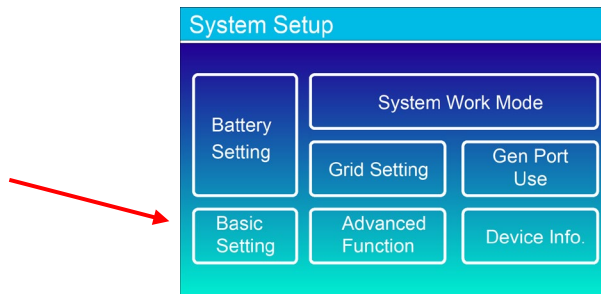 System Setup
Battery
Setting
System Work Mode
Grid Setting
Gen Port
Use
Basic
Setting
Advanced
Function
Device Info.